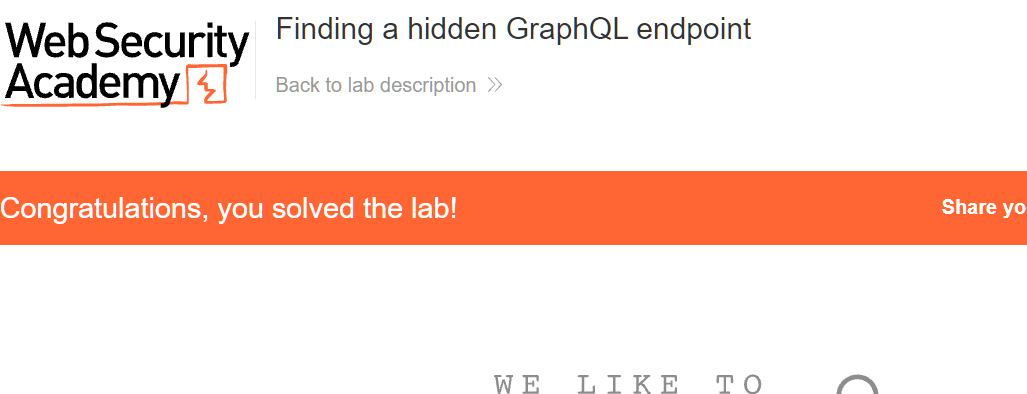 Web Security
Academy
Finding a hidden GraphQL endpoint
Back to lab description
Congratulations, you solved the lab!
Share yo
WE LIKE TO